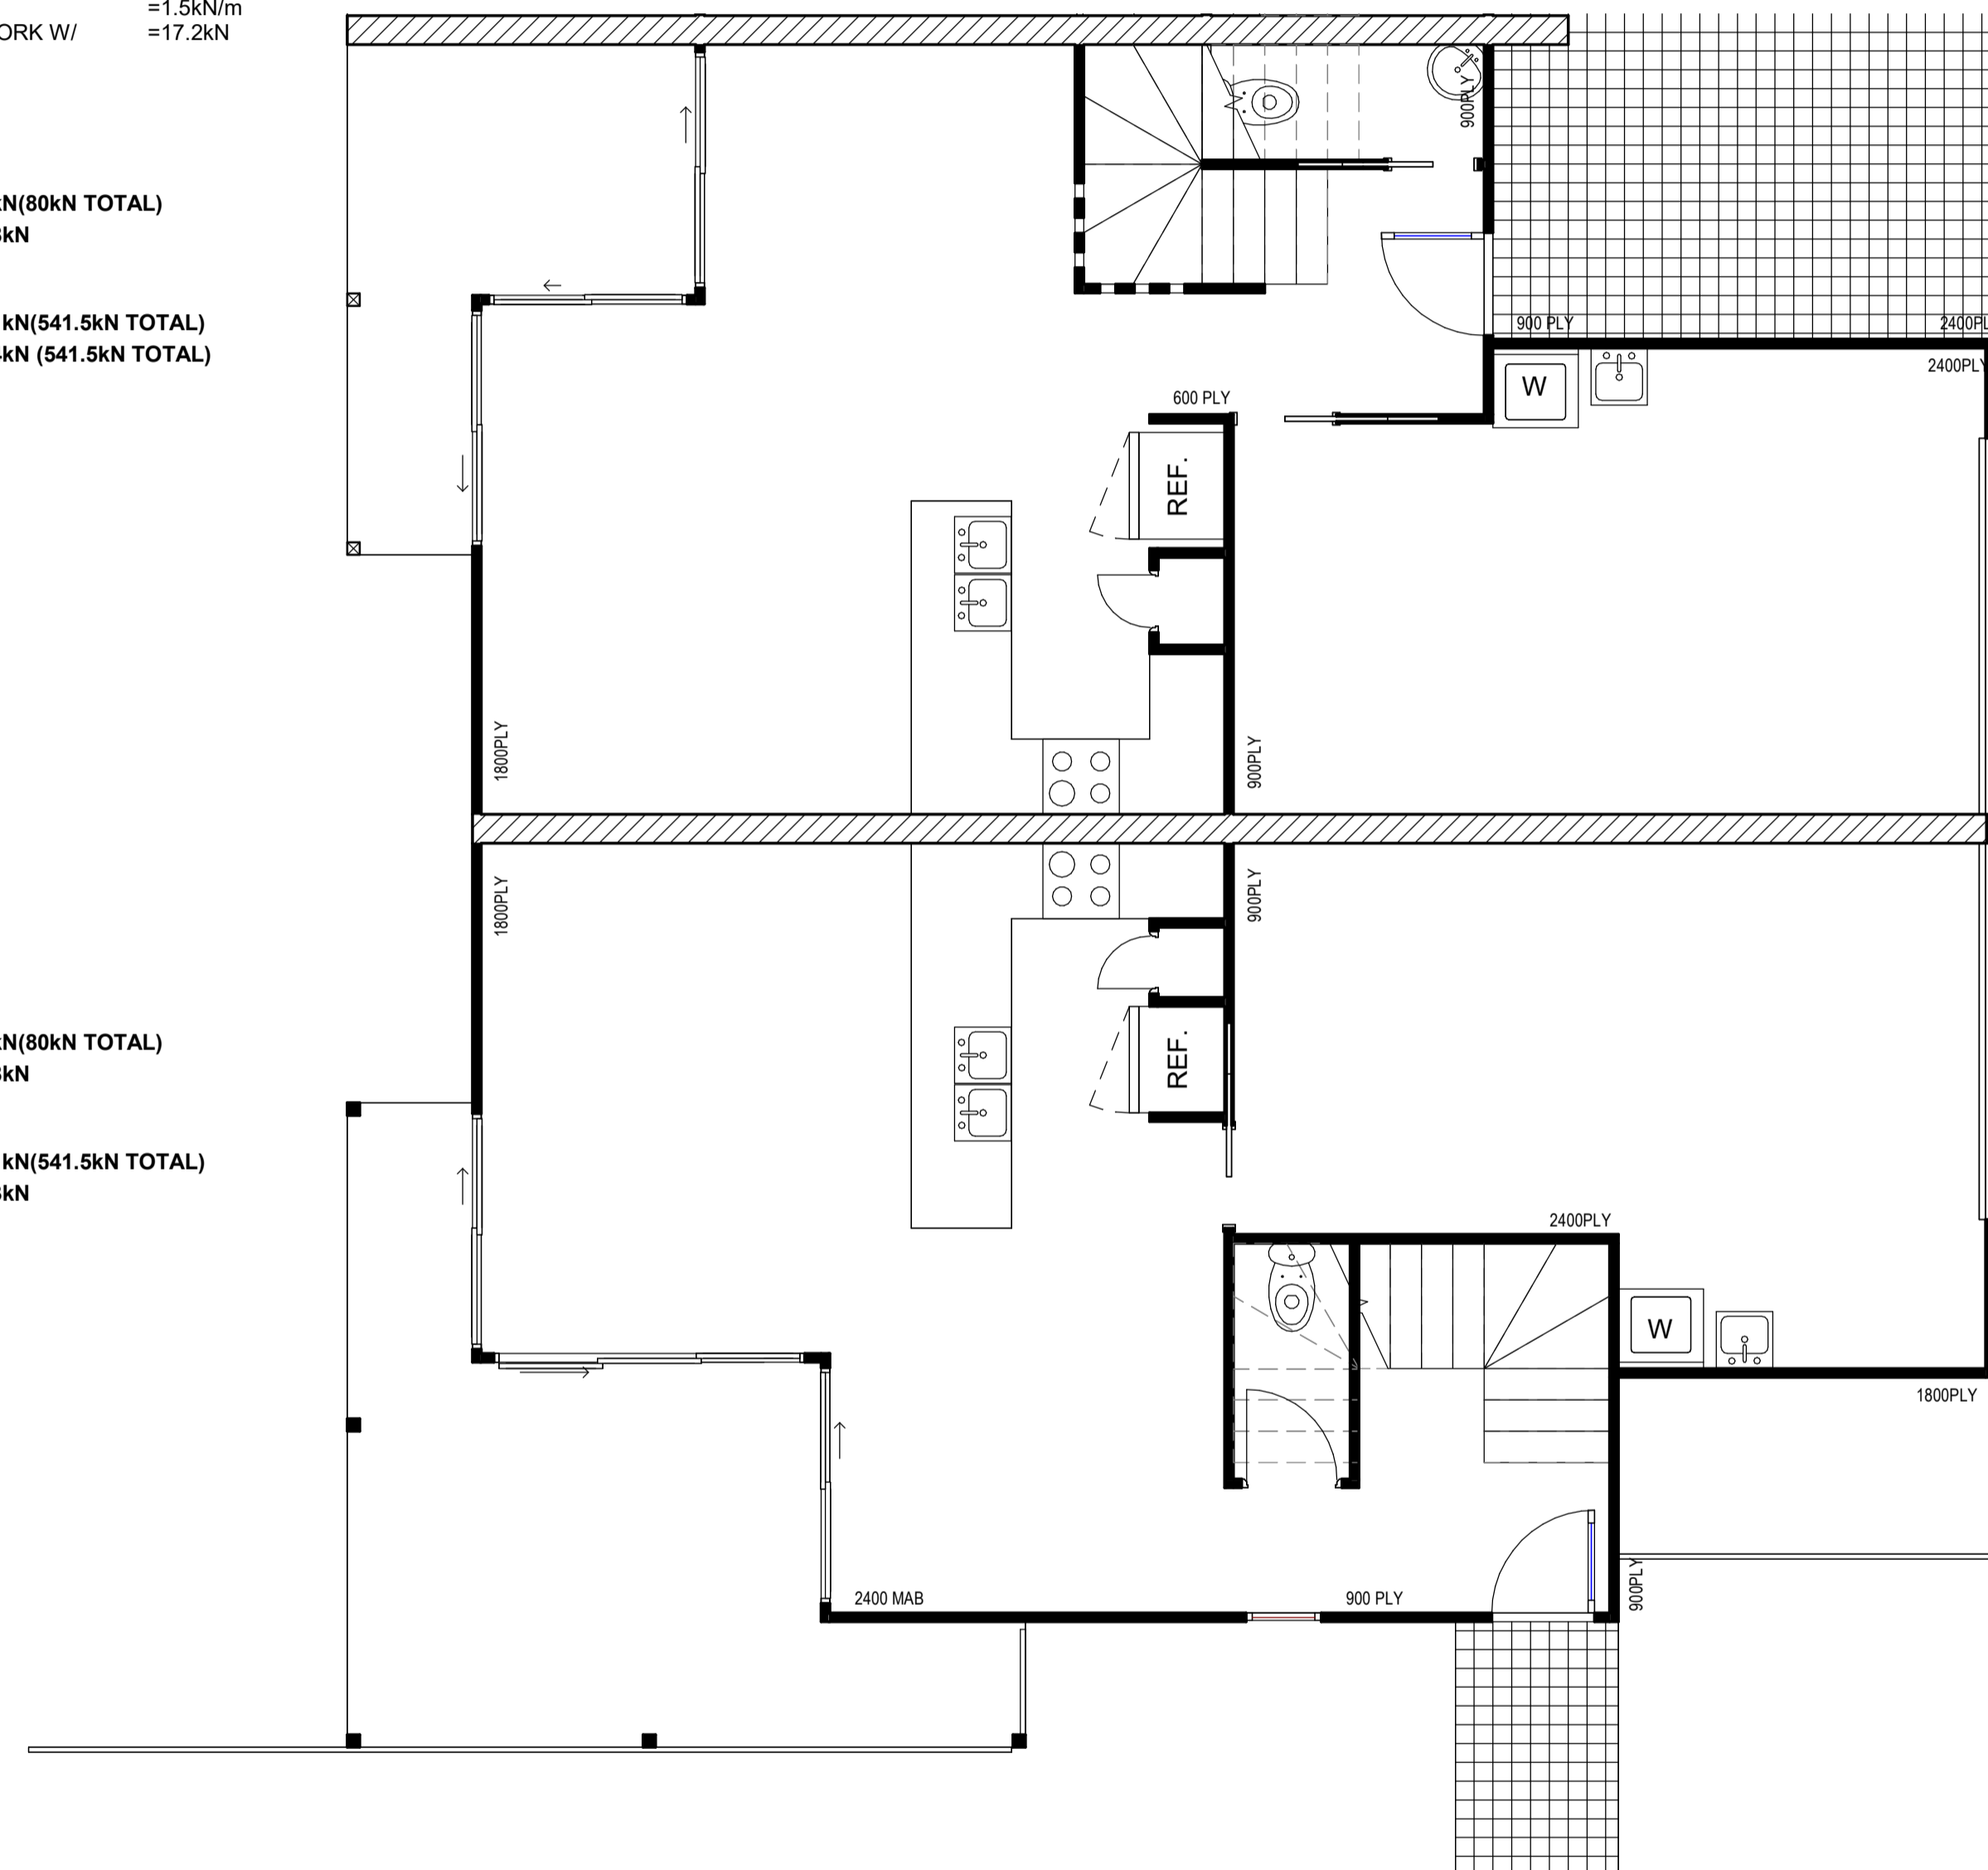 =1.5kN/m
ORK W/ =17.2kN
kN(80kN TOTAL)
kN
kN(541.5kN TOTAL)
kN (541.5kN TOTAL)
900PLY
900 PLY
2400PL
2400PLY
W
600 PLY
REF.
1800PLY
900PLY
1800PLY
900PLY
kN(80kN TOTAL)
kN
REF.
kN(541.5kN TOTAL)
kN
2400PLY
W
1800PLY
2400 MAB
900 PLY
900PLY